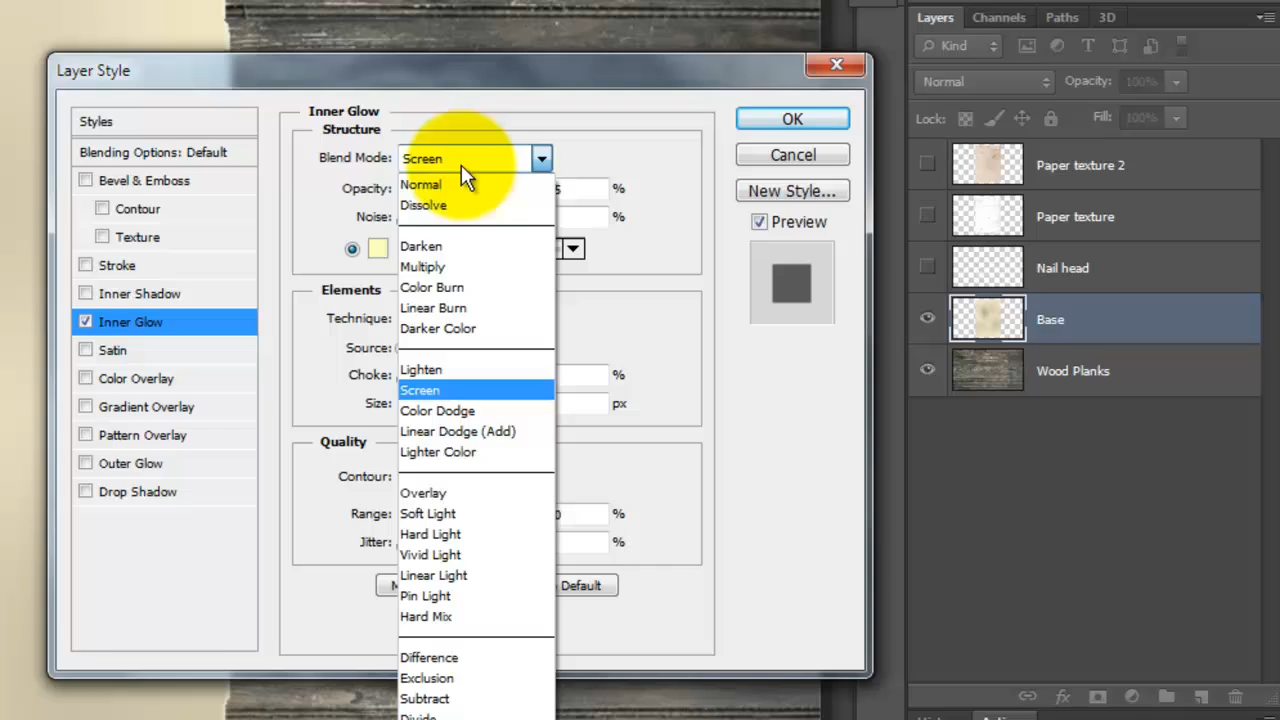 Layer Style
Styles
Blending Options: Default
Bevel & Emboss
Contour
Texture
Stroke
Inner Shadow
Inner Glow
Satin
Color Overlay
Gradient Overlay
Pattern Overlay
Outer Glow
Drop Shadow
Inner Glow
Structure
Blend Mode: Screen
Opacity: %
Noise: %
Elements
Technique:
Source:
Choke: %
Size: px
Quality
Contour:
Range: %
Jitter: %
Default
Normal
Dissolve
Darken
Multiply
Color Burn
Linear Burn
Darker Color
Lighten
Screen
Color Dodge
Linear Dodge (Add)
Lighter Color
Overlay
Soft Light
Hard Light
Vivid Light
Linear Light
Pin Light
Hard Mix
Difference
Exclusion
Subtract
Divide
OK
Cancel
New Style...
Preview
Layers Channels Paths 3D
Kind
Normal Opacity: 100%
Lock: Fill: 100%
Paper texture 2
Paper texture
Nail head
Base
Wood Planks
fx